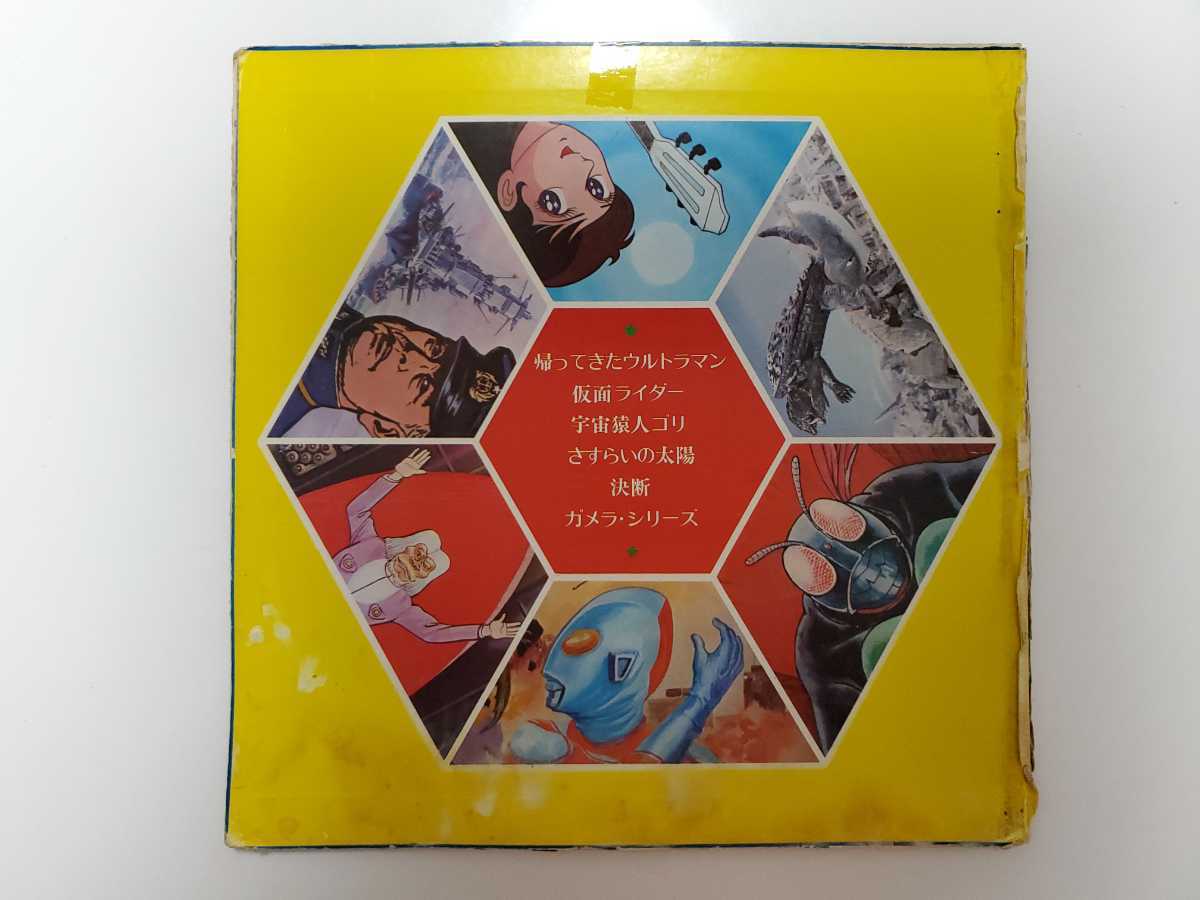 帰ってきたウルトラマン
仮面ライダー
宇宙猿人ゴリ
さすらいの太陽
決断
ガメラ・シリーズ